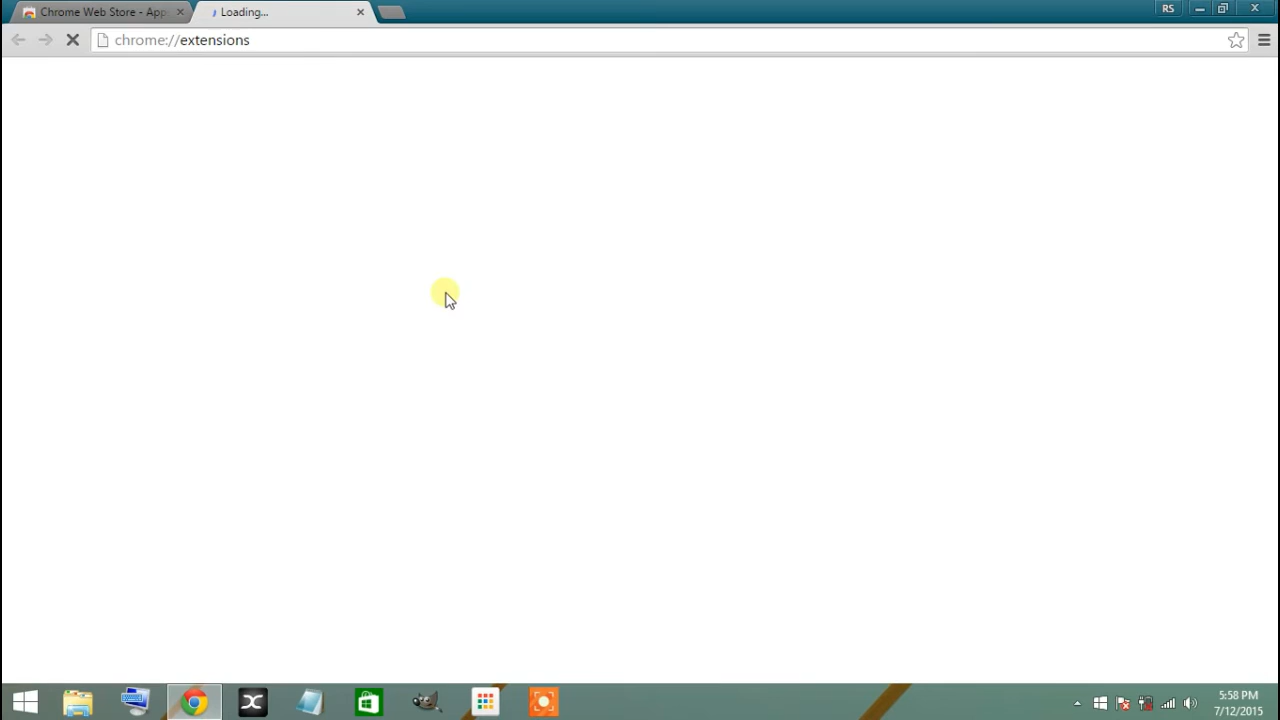 Chrome Web Store - App
Loading...
RS
chrome://extensions
5:58 PM
7/12/2015